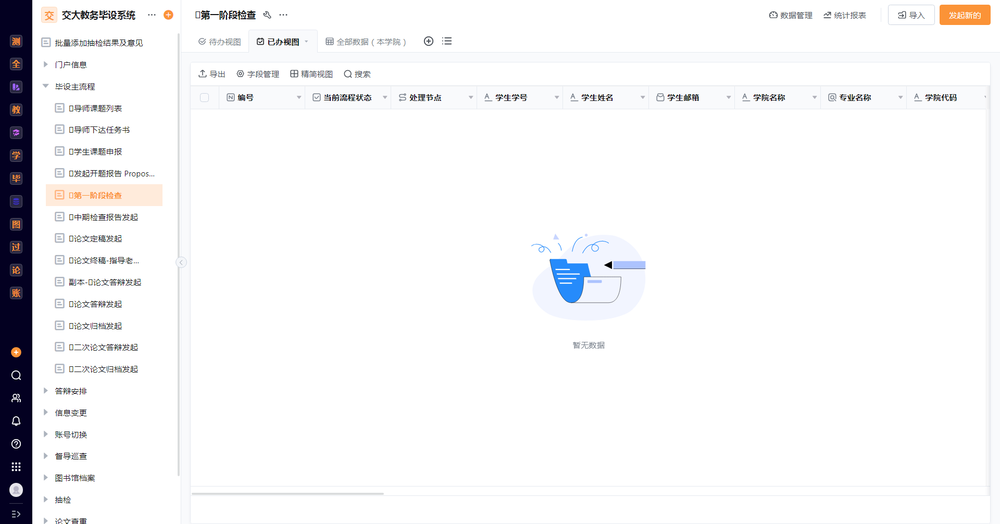 测
全
教
学
毕
图
过
论
账
交 交大教务毕设系统
批量添加抽检结果及意见
门户信息
毕设主流程
导师课题列表
导师下达任务书
学生课题申报
发起开题报告 Propos...
第一阶段检查
中期检查报告发起
论文定稿发起
论文终稿-指导老...
副本-论文答辩发起
论文答辩发起
论文归档发起
二次论文答辩发起
二次论文归档发起
答辩安排
信息变更
账号切换
督导巡查
图书馆档案
抽检
论文查重
第一阶段检查
数据管理 统计报表 导入 发起新的
待办视图 已办视图 全部数据（本学院）
导出 字段管理 精简视图 搜索
编号 当前流程状态 处理节点 学生学号 学生姓名 学生邮箱 学院名称 专业名称 学院代码
暂无数据